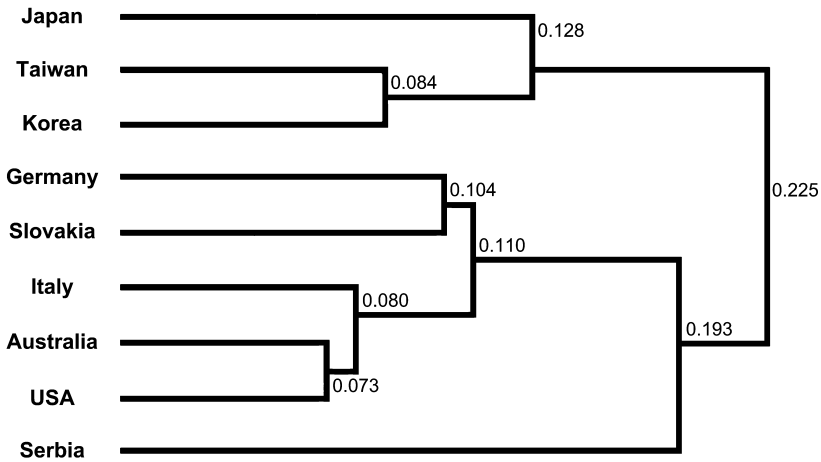 Japan
0.128
Taiwan
0.084
Korea
Germany
0.104
0.225
Slovakia
0.110
Italy
0.080
0.193
Australia
0.073
USA
Serbia